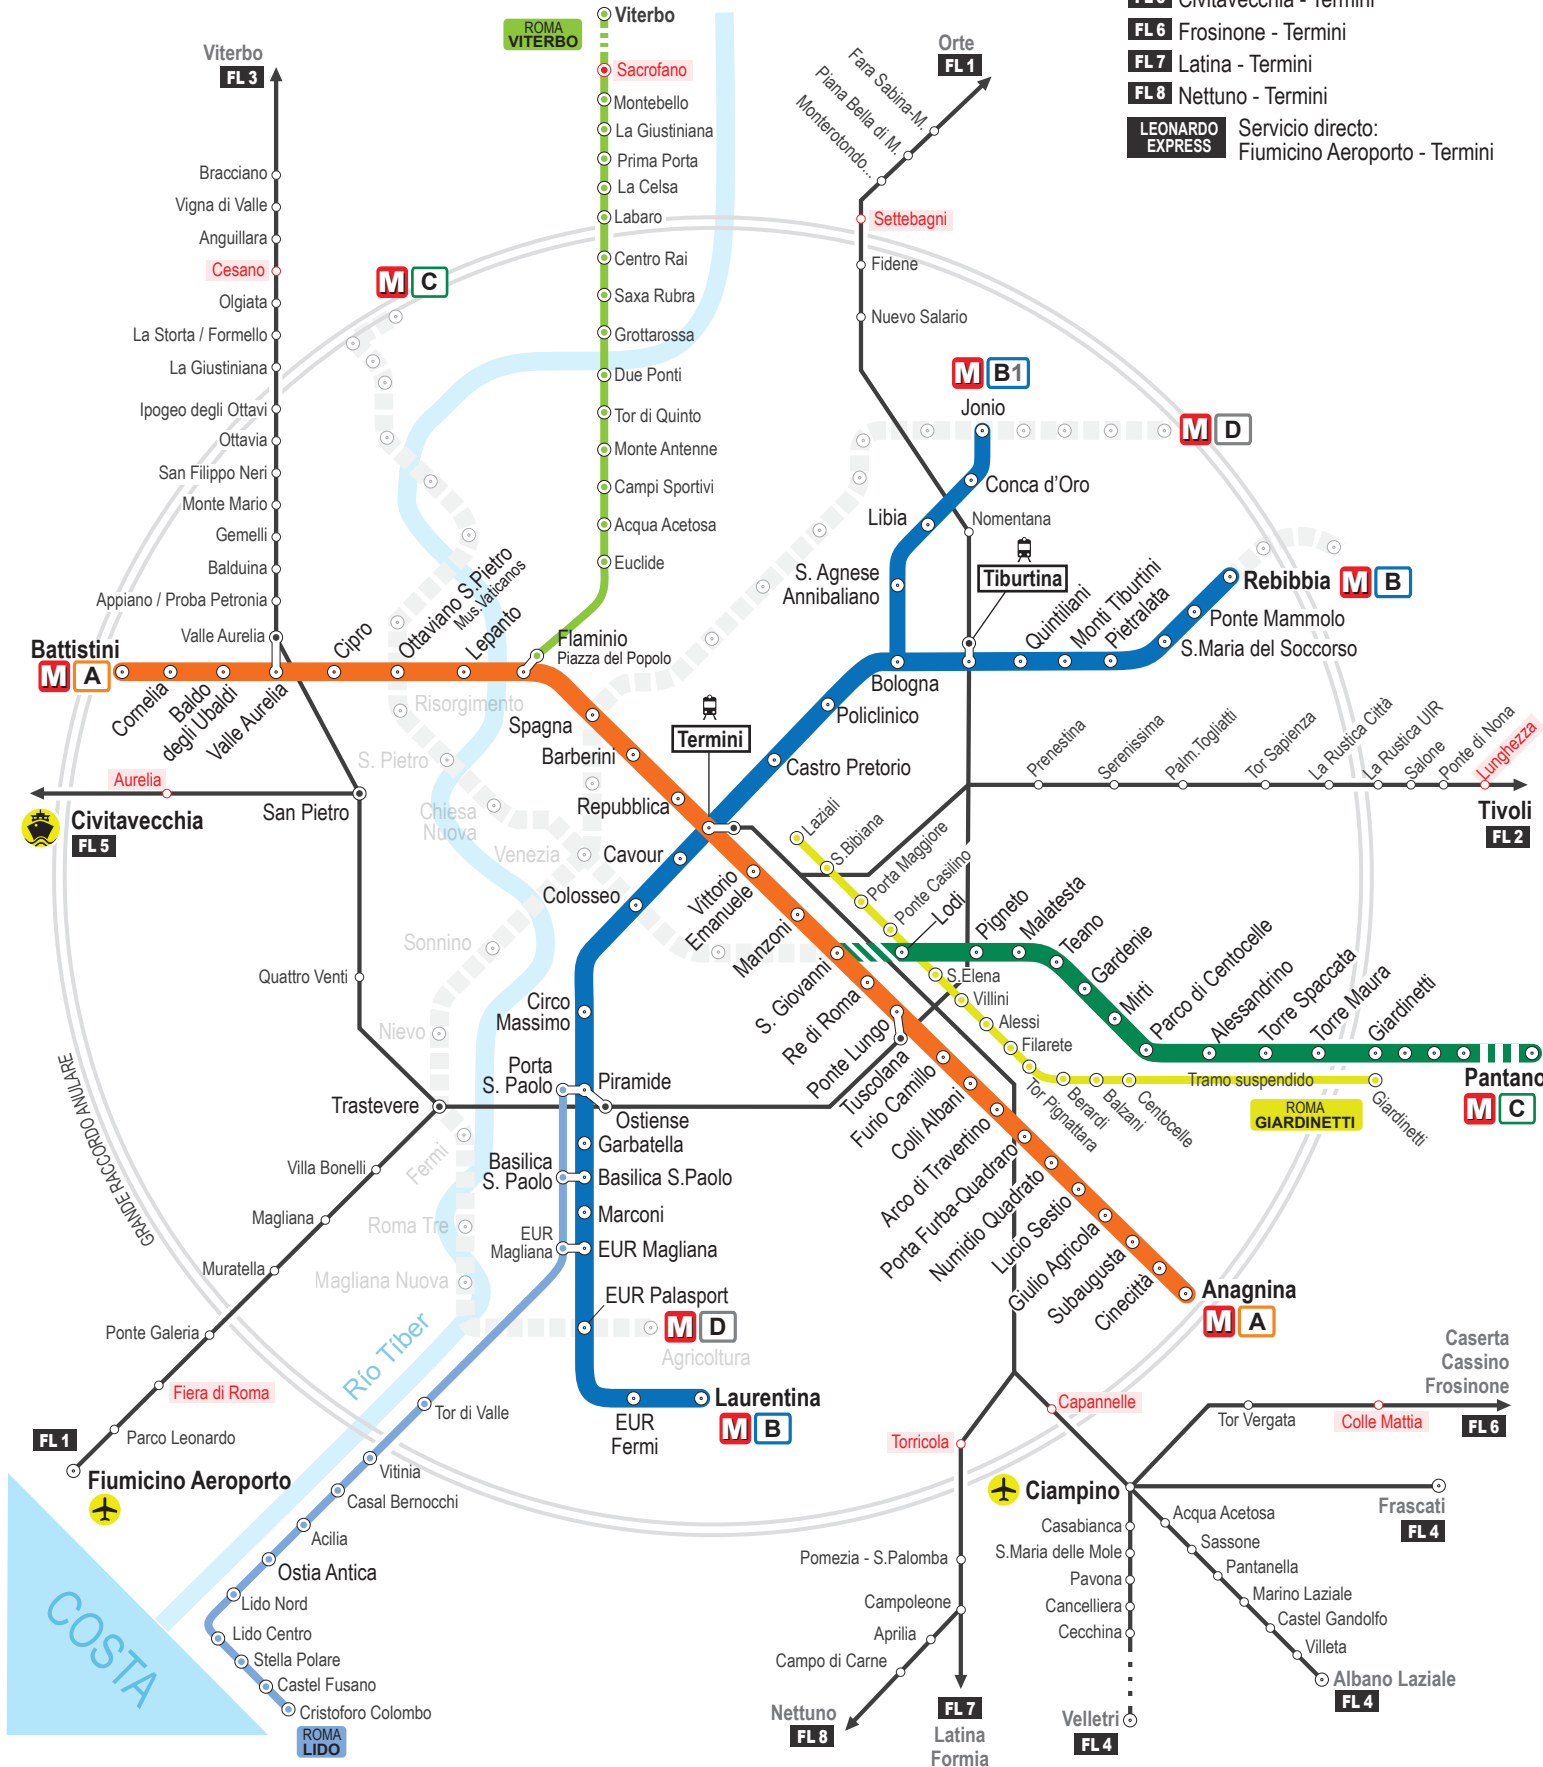 FL 5 Civitavecchia - Termini
FL 6 Frosinone - Termini
FL 7 Latina - Termini
FL 8 Nettuno - Termini
LEONARDO
EXPRESS
Servicio directo:
Fiumicino Aeroporto - Termini
ROMA
VITERBO
Viterbo
Sacrofano
Montebello
La Giustiniana
Prima Porta
La Celsa
Labaro
Centro Rai
Saxa Rubra
Grottarossa
Due Ponti
Tor di Quinto
Monte Antenne
Campi Sportivi
Acqua Acetosa
Euclide
Flaminio
Piazza del Popolo
Viterbo
FL 3
Bracciano
Vigna di Valle
Anguillara
Cesano
Olgiata
La Storta / Formello
La Giustiniana
Ipogeo degli Ottavi
Ottavia
San Filippo Neri
Monte Mario
Gemelli
Balduina
Appiano / Proba Petronia
Valle Aurelia
M C
Orte
FL 1
Fara Sabina-M.
Piana Bella di M.
Monterotondo...
Settebagni
Fidene
Nuevo Salario
M B1
Jonio
M D
Conca d'Oro
Libia
Nomentana
S. Agnese
Annibaliano
Tiburtina
Quintiliani
Monti Tiburtini
Pietralata
Rebibbia M B
Ponte Mammolo
S.Maria del Soccorso
Bologna
Policlinico
Castro Pretorio
Termini
Battistini
M A
Cornelia
Baldo
degli Ubaldi
Valle Aurelia
Cipro
Ottaviano S.Pietro
Mus.Vaticanos
Lepanto
Risorgimento
S. Pietro
Chiesa
Nuova
Venezia
Sonnino
Nievo
Fermi
Roma Tre
Magliana Nuova
Spagna
Barberini
Repubblica
Cavour
Colosseo
Circo
Massimo
Vittorio
Emanuele
Manzoni
S. Giovanni
Re di Roma
Ponte Lungo
Tuscolana
Furio Camillo
Colli Albani
Arco di Travertino
Porta Furba-Quadraro
Numidio Quadrato
Lucio Sestio
Giulio Agricola
Subaugusta
Cinecittà
Anagnina
M A
Aurelia
Civitavecchia
FL 5
San Pietro
Quattro Venti
Trastevere
Villa Bonelli
Magliana
Muratella
Ponte Galeria
Fiera di Roma
Parco Leonardo
FL 1
Fiumicino Aeroporto
GRANDE RACCORDO ANULARE
Prenestina
Serenissima
Palm.Togliatti
Tor Sapienza
La Rustica Città
La Rustica UIR
Salone
Ponte di Nona
Lunghezza
Tivoli
FL 2
Laziali
S.Bibiana
Porta Maggiore
Ponte Casilino
Lodi
Pigneto
Malatesta
Teano
Gardenie
Mirti
Parco di Centocelle
Alessandrino
Torre Spaccata
Torre Maura
Giardinetti
Pantano
M C
S.Elena
Villini
Alessi
Filarete
Tor Pignattara
Berardi
Balzani
Centocelle
Tramo suspendido
Giardinetti
ROMA
GIARDINETTI
Porta
S. Paolo
Piramide
Ostiense
Garbatella
Basilica
S. Paolo
Basilica S.Paolo
Marconi
EUR
Magliana
EUR Magliana
EUR Palasport
M D
Agricoltura
EUR
Fermi
Laurentina
M B
Río Tíber
COSTA
Tor di Valle
Vitinia
Casal Bernocchi
Acilia
Ostia Antica
Lido Nord
Lido Centro
Stella Polare
Castel Fusano
Cristoforo Colombo
ROMA
LIDO
Capannelle
Torricola
Ciampino
Caserta
Cassino
Frosinone
FL 6
Tor Vergata
Colle Mattia
Frascati
FL 4
Acqua Acetosa
Sassone
Pantanella
Marino Laziale
Castel Gandolfo
Villeta
Albano Laziale
FL 4
Casabianca
S.Maria delle Mole
Pavona
Cancelliera
Cecchina
Velletri
FL 4
Pomezia - S.Palomba
Campoleone
Aprilia
Campo di Carne
Nettuno
FL 8
FL 7
Latina
Formia